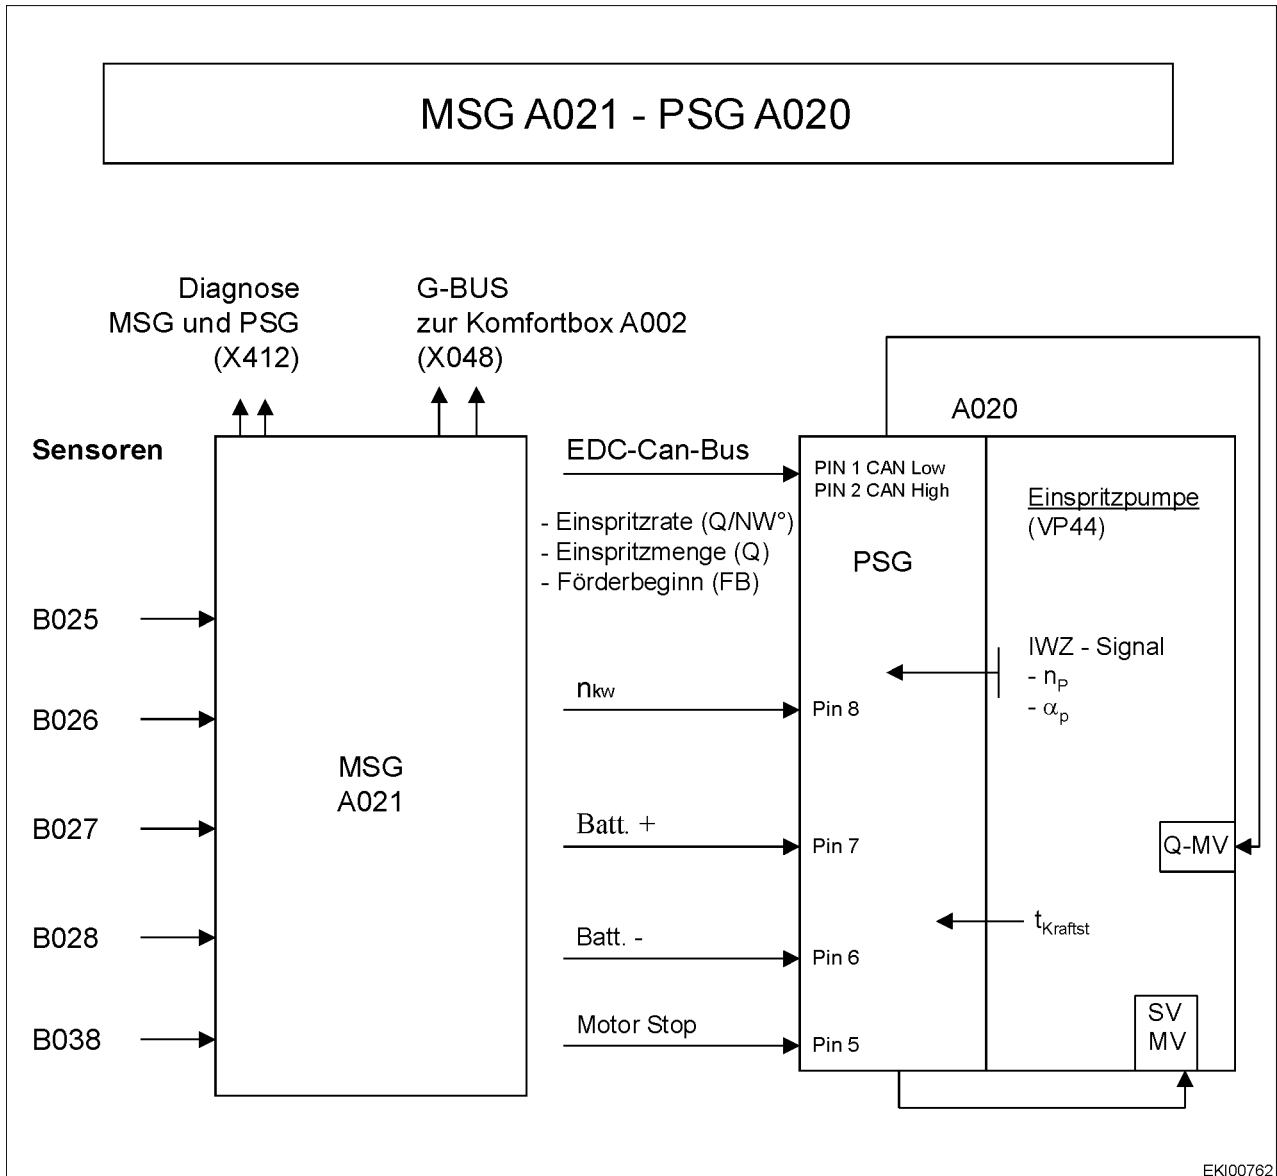 MSG A021 - PSG A020
Diagnose
MSG und PSG
(X412)
G-BUS
zur Komfortbox A002
(X048)
Sensoren
B025
B026
B027
B028
B038
MSG
A021
EDC-Can-Bus
- Einspritzrate (Q/NW°)
- Einspritzmenge (Q)
- Förderbeginn (FB)
nkw
Batt. +
Batt. -
Motor Stop
A020
PIN 1 CAN Low
PIN 2 CAN High
PSG
Pin 8
Pin 7
Pin 6
Pin 5
Einspritzpumpe
(VP44)
IWZ - Signal
- nP
- αp
Q-MV
tKraftst
SV
MV
EKI00762